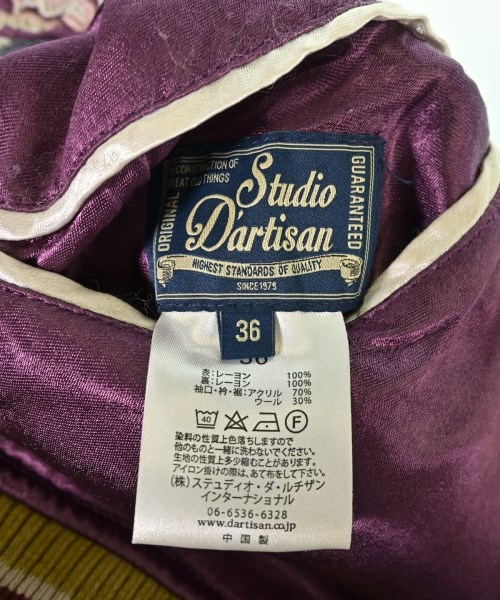 RECONSTRUCTION OF
GREAT OLD THINGS
ORIGINAL
Studio
D'artisan
GUARANTEED
HIGHEST STANDARDS OF QUALITY
SINCE 1979
36
36
表:レーヨン 100%
裏:レーヨン 100%
袖口・衿・裾:アクリル 70%
ウール 30%
40 F
染料の性質上色落ちしますので
他のものと一緒に洗わないでください。
生地の性質上多少縮むことがあります。
アイロン掛けの際は、あて布をして下さい。
(株)ステュディオ・ダ・ルチザン
インターナショナル
06-6536-6328
www.dartisan.co.jp
中国製